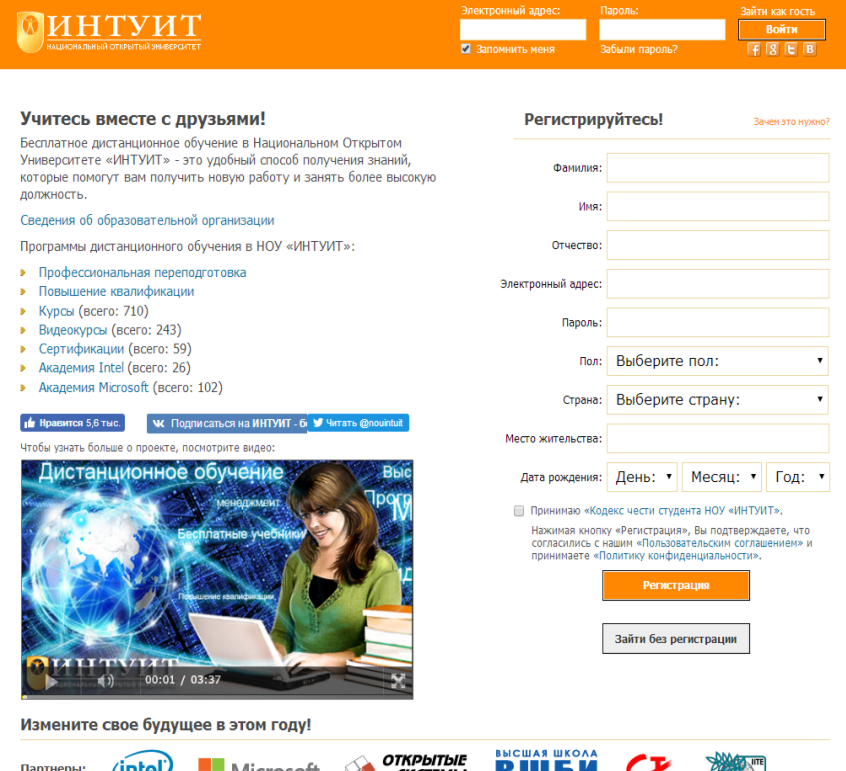 ИНТУИТ
НАЦИОНАЛЬНЫЙ ОТКРЫТЫЙ УНИВЕРСИТЕТ
Электронный адрес:
Пароль:
Зайти как гость
Войти
Запомнить меня
Забыли пароль?
Учитесь вместе с друзьями!
Бесплатное дистанционное обучение в Национальном Открытом
Университете «ИНТУИТ» - это удобный способ получения знаний,
которые помогут вам получить новую работу и занять более высокую
должность.
Сведения об образовательной организации
Программы дистанционного обучения в НОУ «ИНТУИТ»:
Профессиональная переподготовка
Повышение квалификации
Курсы (всего: 710)
Видеокурсы (всего: 243)
Сертификации (всего: 59)
Академия Intel (всего: 26)
Академия Microsoft (всего: 102)
Нравится 5,6 тыс.
Подписаться на ИНТУИТ - б
Читать @nouintuit
Чтобы узнать больше о проекте, посмотрите видео:
Дистанционное обучение
Выс
менеджмент
Прогр
Бесплатные учебники
Повышение квалификации,
ИНТУИТ
00:01 / 03:37
Регистрируйтесь!
Зачем это нужно?
Фамилия:
Имя:
Отчество:
Электронный адрес:
Пароль:
Пол: Выберите пол:
Страна: Выберите страну:
Место жительства:
Дата рождения: День: Месяц: Год:
Принимаю «Кодекс чести студента НОУ «ИНТУИТ».
Нажимая кнопку «Регистрация», Вы подтверждаете, что
согласились с нашим «Пользовательским соглашением» и
принимаете «Политику конфиденциальности».
Регистрация
Зайти без регистрации
Измените свое будущее в этом году!
Партнеры:
intel
Microsoft
ОТКРЫТЫЕ
СИСТЕМЫ
ВЫСШАЯ ШКОЛА
IITE